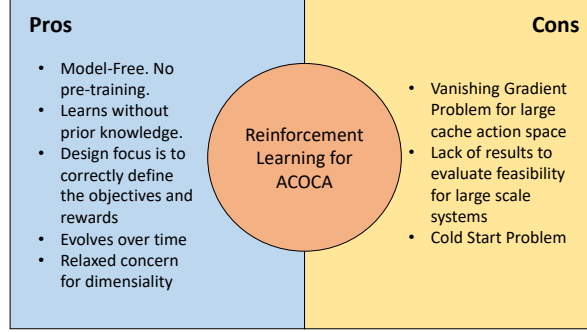 Pros
• Model-Free. No
pre-training.
• Learns without
prior knowledge.
• Design focus is to
correctly define
the objectives and
rewards
• Evolves over time
• Relaxed concern
for dimensiality
Reinforcement
Learning for
ACOCA
Cons
• Vanishing Gradient
Problem for large
cache action space
• Lack of results to
evaluate feasibility
for large scale
systems
• Cold Start Problem